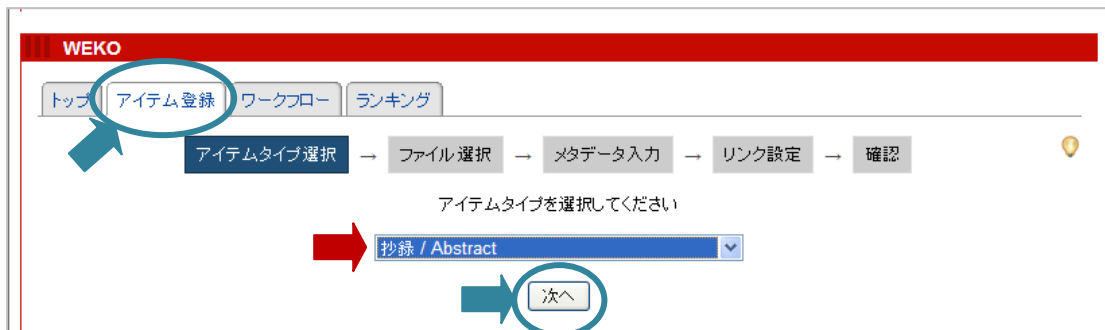 WEKO
トップ アイテム登録 ワークフロー ランキング
アイテムタイプ選択 → ファイル選択 → メタデータ入力 → リンク設定 → 確認
アイテムタイプを選択してください
抄録 / Abstract
次へ